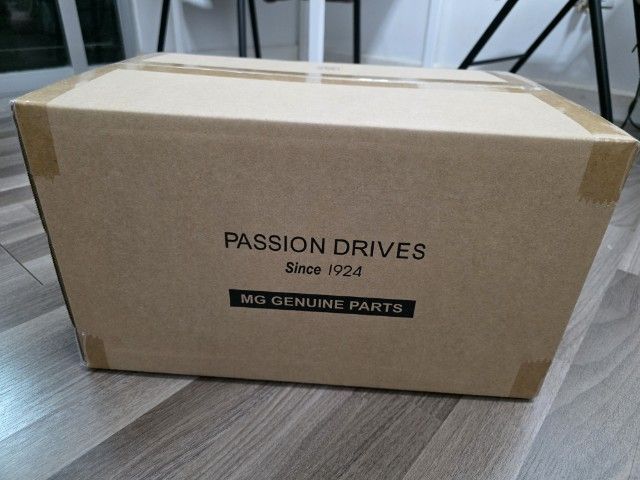 PASSION DRIVES
Since 1924
MG GENUINE PARTS